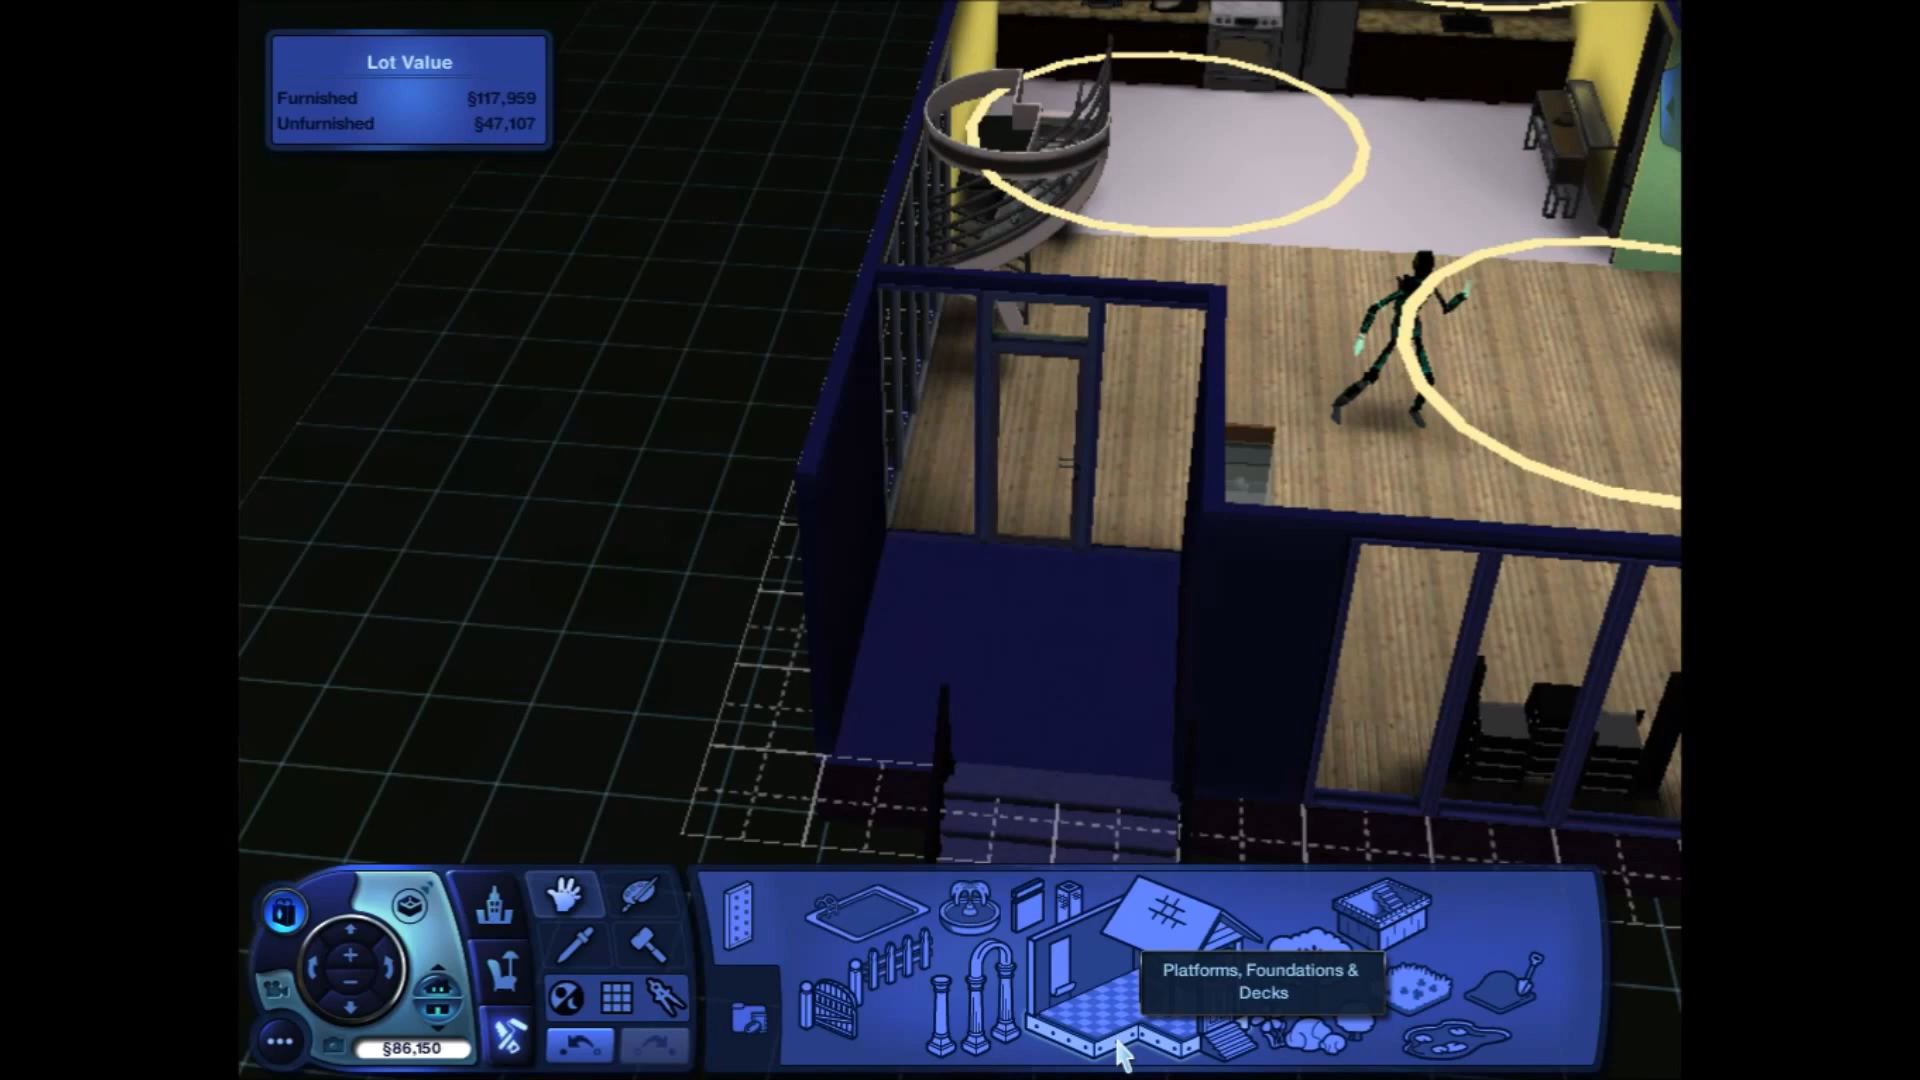 Lot Value
Furnished §117,959
Unfurnished §47,107
Platforms, Foundations &
Decks
§86,150